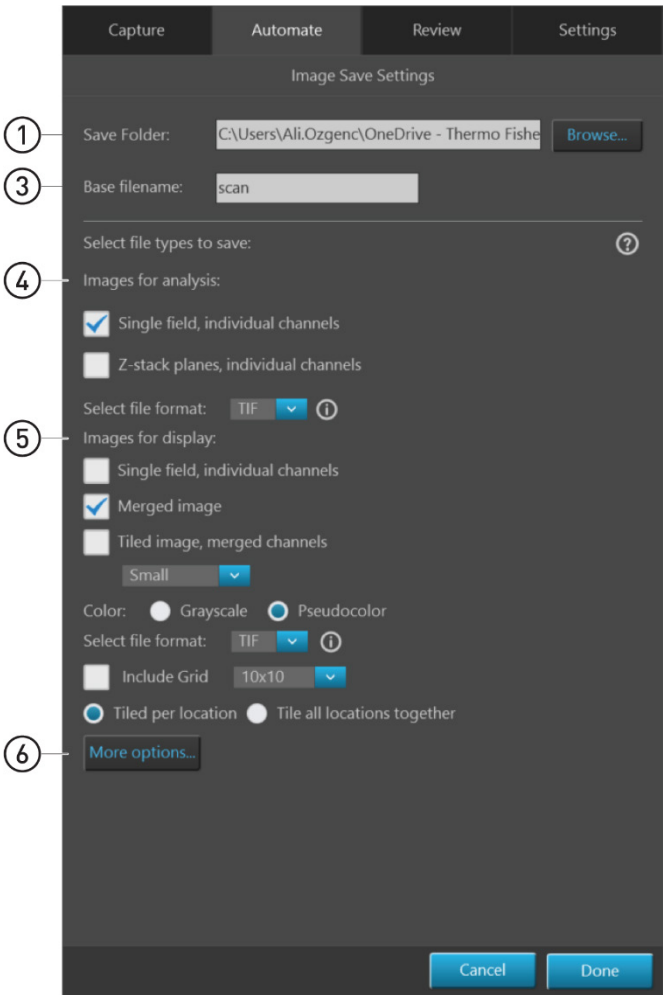 Capture Automate Review Settings
Image Save Settings
1 Save Folder: C:\Users\Ali.Ozgenc\OneDrive - Thermo Fishe Browse...
3 Base filename: scan
Select file types to save: ?
4 Images for analysis:
Single field, individual channels
Z-stack planes, individual channels
Select file format: TIF i
5 Images for display:
Single field, individual channels
Merged image
Tiled image, merged channels
Small
Color: Grayscale Pseudocolor
Select file format: TIF i
Include Grid 10x10
Tiled per location Tile all locations together
6 More options...
Cancel Done